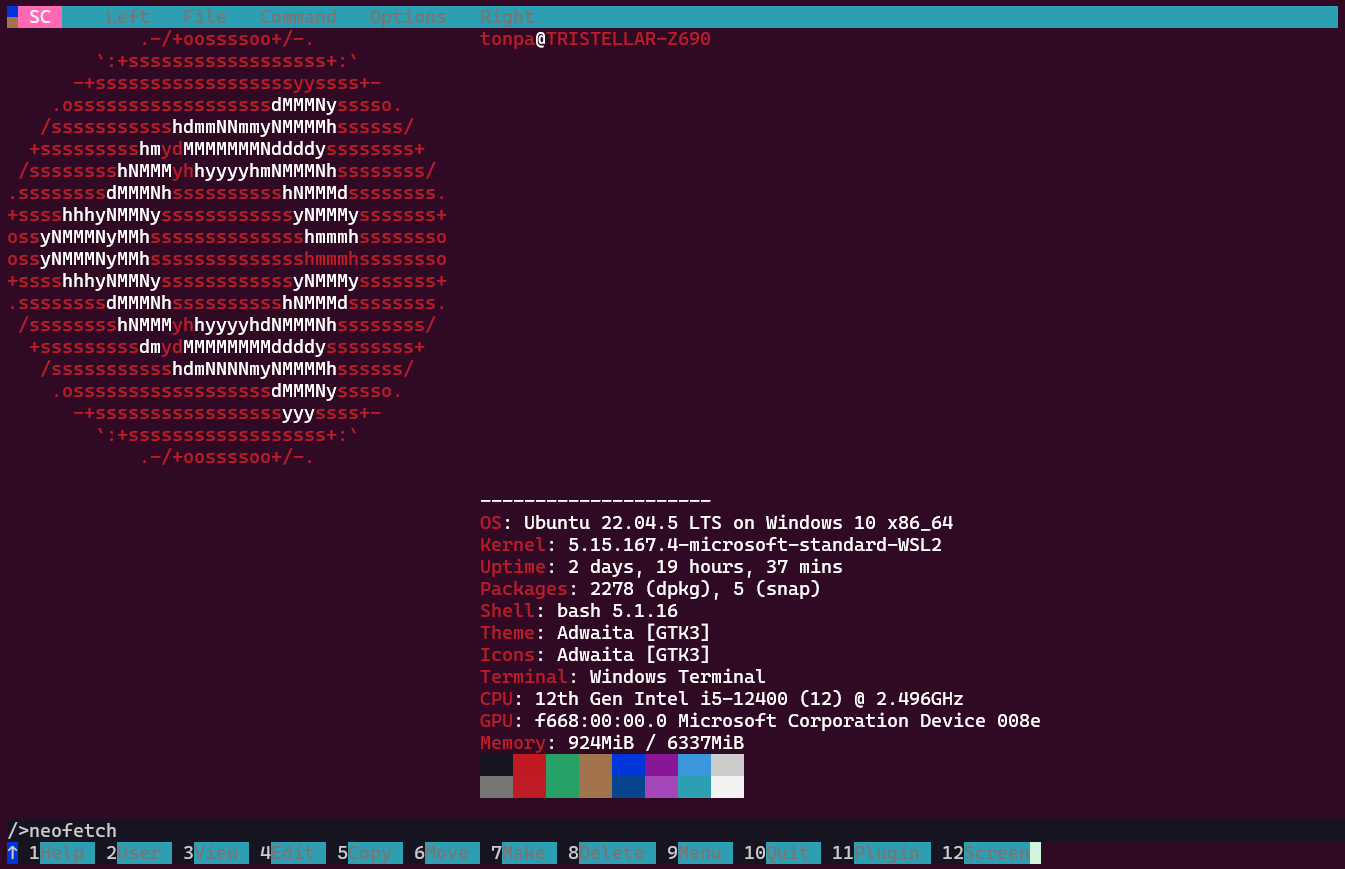 SC Left File Command Options Right
.-/+oossssoo+/-. tonpa@TRISTELLAR-Z690
`:+ssssssssssssssssss+:`
-+ssssssssssssssssssyyssss+-
.ossssssssssssssssssdMMMNysssso.
/ssssssssssshdmmNNmmyNMMMMhssssss/
+ssssssssshmydMMMMMMMNddddyssssssss+
/sssssssshNMMMyhhyyyyhmNMMMNhssssssss/
.ssssssssdMMMNhsssssssssshNMMMdssssssss.
+sssshhhyNMMNyssssssssssssyNMMMysssssss+
ossyNMMMNyMMhsssssssssssssshmmmhssssssso
ossyNMMMNyMMhsssssssssssssshmmmhssssssso
+sssshhhyNMMNyssssssssssssyNMMMysssssss+
.ssssssssdMMMNhsssssssssshNMMMdssssssss.
/sssssssshNMMMyhhyyyyhdNMMMNhssssssss/
+sssssssssdmydMMMMMMMMddddyssssssss+
/ssssssssssshdmNNNNmyNMMMMhssssss/
.ossssssssssssssssssdMMMNysssso.
-+sssssssssssssssssyyyssss+-
`:+ssssssssssssssssss+:`
.-/+oossssoo+/-.
---------------------
OS: Ubuntu 22.04.5 LTS on Windows 10 x86_64
Kernel: 5.15.167.4-microsoft-standard-WSL2
Uptime: 2 days, 19 hours, 37 mins
Packages: 2278 (dpkg), 5 (snap)
Shell: bash 5.1.16
Theme: Adwaita [GTK3]
Icons: Adwaita [GTK3]
Terminal: Windows Terminal
CPU: 12th Gen Intel i5-12400 (12) @ 2.496GHz
GPU: f668:00:00.0 Microsoft Corporation Device 008e
Memory: 924MiB / 6337MiB
/>neofetch
↑ 1Help 2User 3View 4Edit 5Copy 6Move 7Make 8Delete 9Menu 10Quit 11Plugin 12Screen